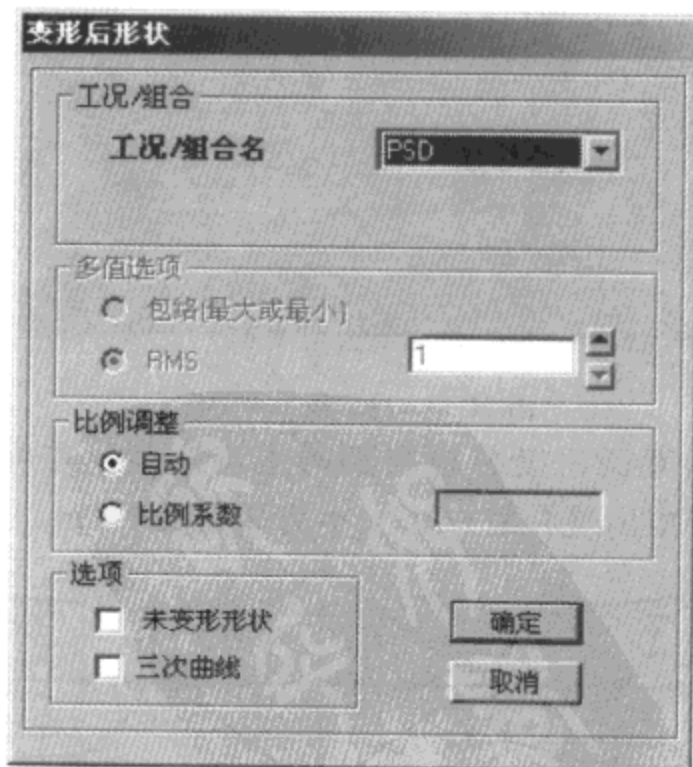 变形后形状
工况/组合
工况/组合名 PSD
多值选项
包络(最大或最小)
RMS 1
比例调整
自动
比例系数
选项
未变形形状
三次曲线
确定
取消